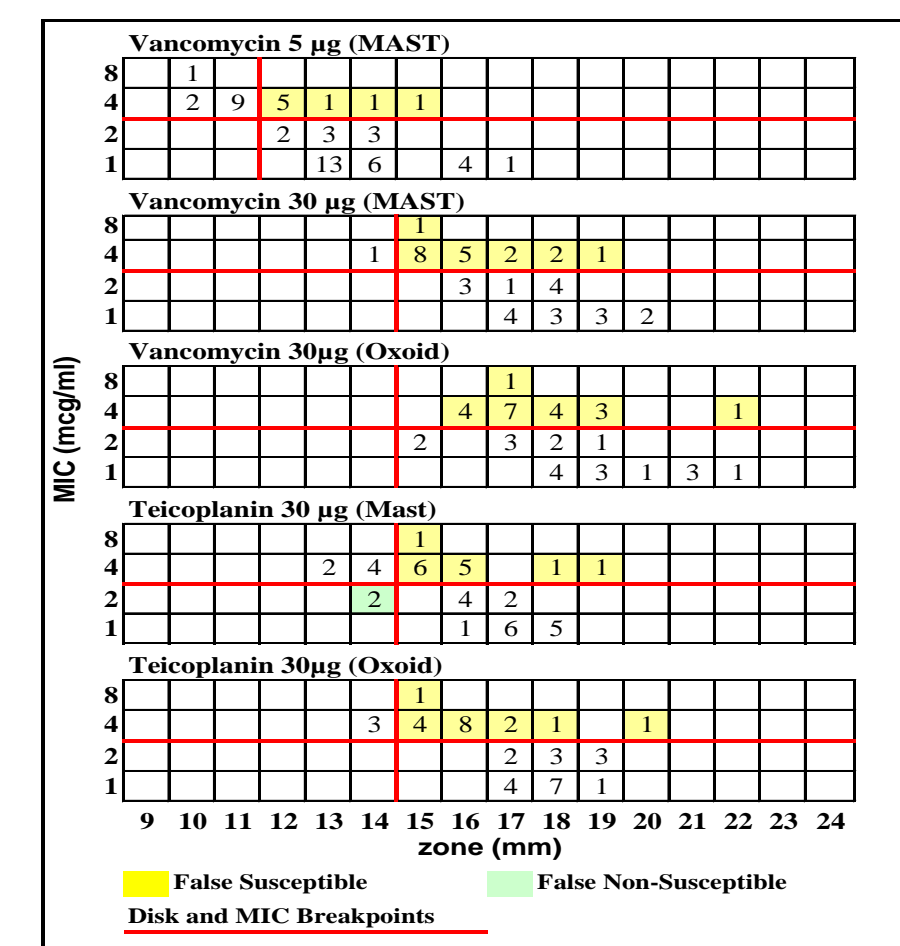 Vancomycin 5 µg (MAST)
8 1
4 2 9 5 1 1 1
2 2 3 3
1 13 6 4 1
Vancomycin 30 µg (MAST)
8 1
4 1 8 5 2 2 1
2 3 1 4
1 4 3 3 2
Vancomycin 30µg (Oxoid)
8 1
4 4 7 4 3 1
2 2 3 2 1
1 4 3 1 3 1
Teicoplanin 30 µg (Mast)
8 1
4 2 4 6 5 1 1
2 2 4 2
1 1 6 5
Teicoplanin 30µg (Oxoid)
8 1
4 3 4 8 2 1 1
2 2 3 3
1 4 7 1
MIC (mcg/ml)
9 10 11 12 13 14 15 16 17 18 19 20 21 22 23 24
zone (mm)
False Susceptible False Non-Susceptible
Disk and MIC Breakpoints